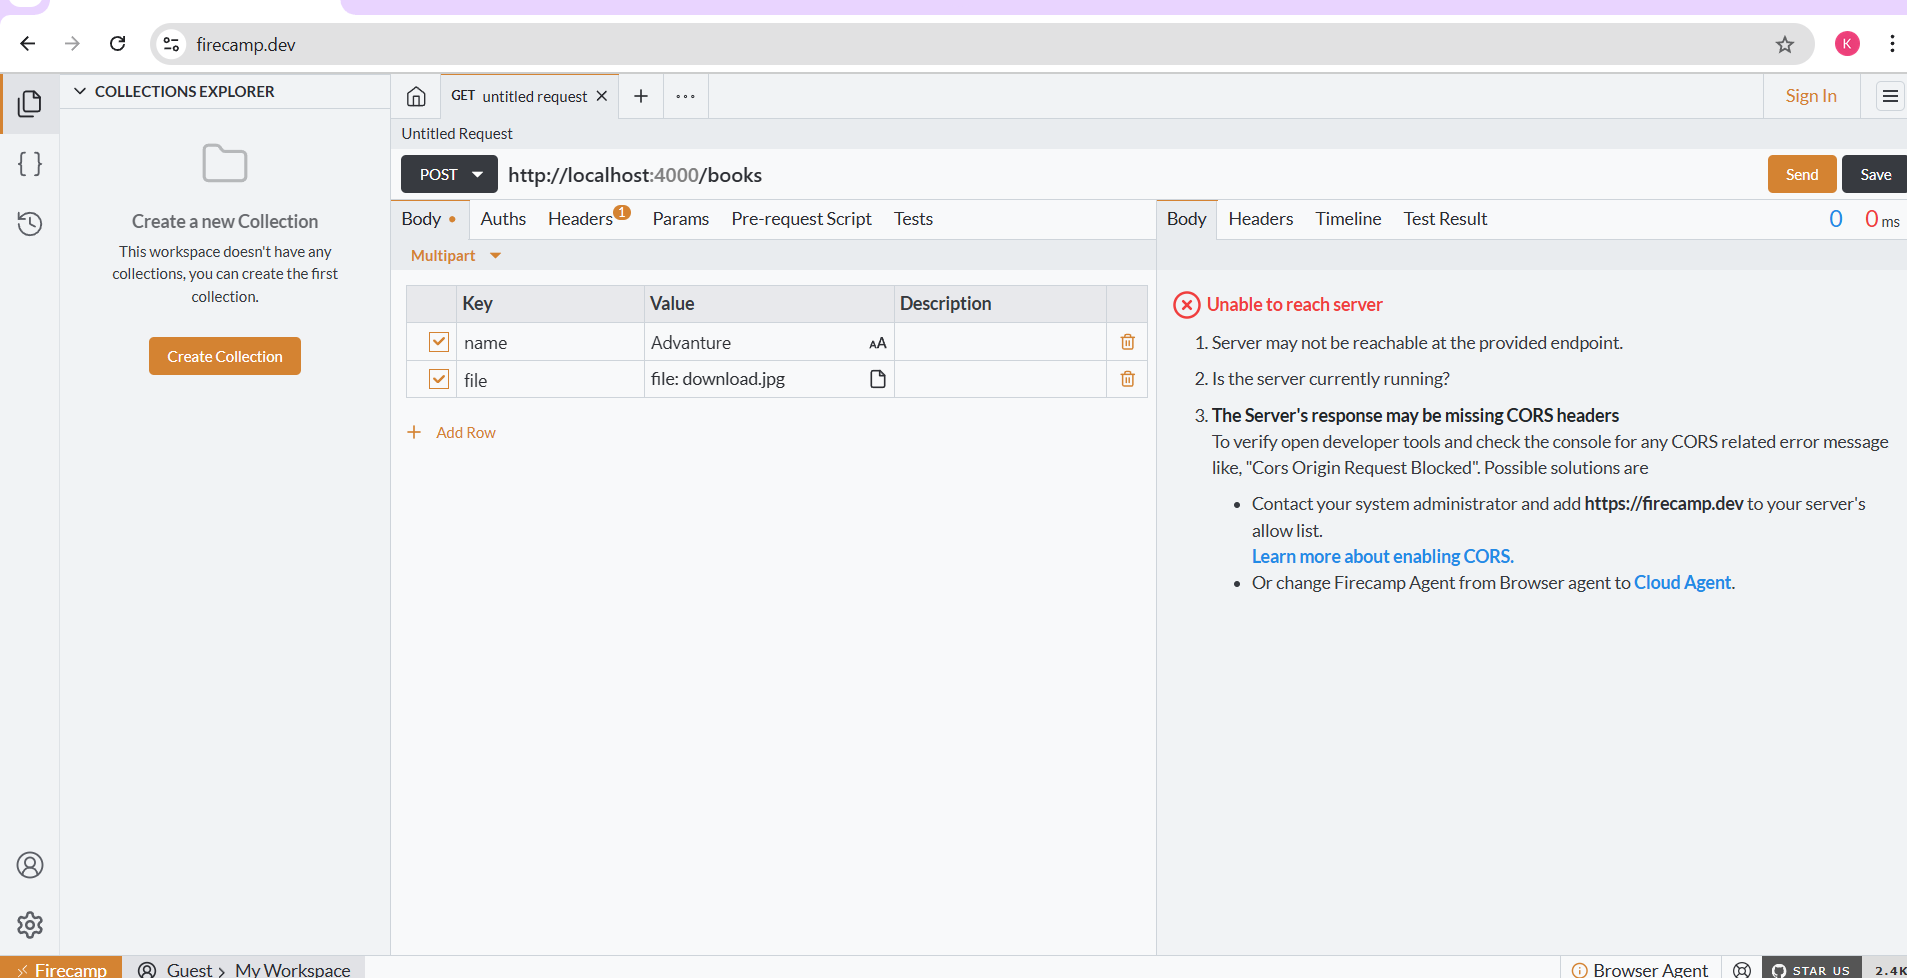 firecamp.dev
K
COLLECTIONS EXPLORER
GET untitled request
Sign In
Untitled Request
POST http://localhost:4000/books
Send
Save
Create a new Collection
This workspace doesn't have any
collections, you can create the first
collection.
Create Collection
Body Auths Headers 1 Params Pre-request Script Tests
Multipart
Key Value Description
name Advanture AA
file file: download.jpg
+ Add Row
Body Headers Timeline Test Result 0 0 ms
Unable to reach server
1. Server may not be reachable at the provided endpoint.
2. Is the server currently running?
3. The Server's response may be missing CORS headers
To verify open developer tools and check the console for any CORS related error message
like, "Cors Origin Request Blocked". Possible solutions are
• Contact your system administrator and add https://firecamp.dev to your server's
allow list.
Learn more about enabling CORS.
• Or change Firecamp Agent from Browser agent to Cloud Agent.
Firecamp
Guest > My Workspace
Browser Agent
STAR US
2.4K